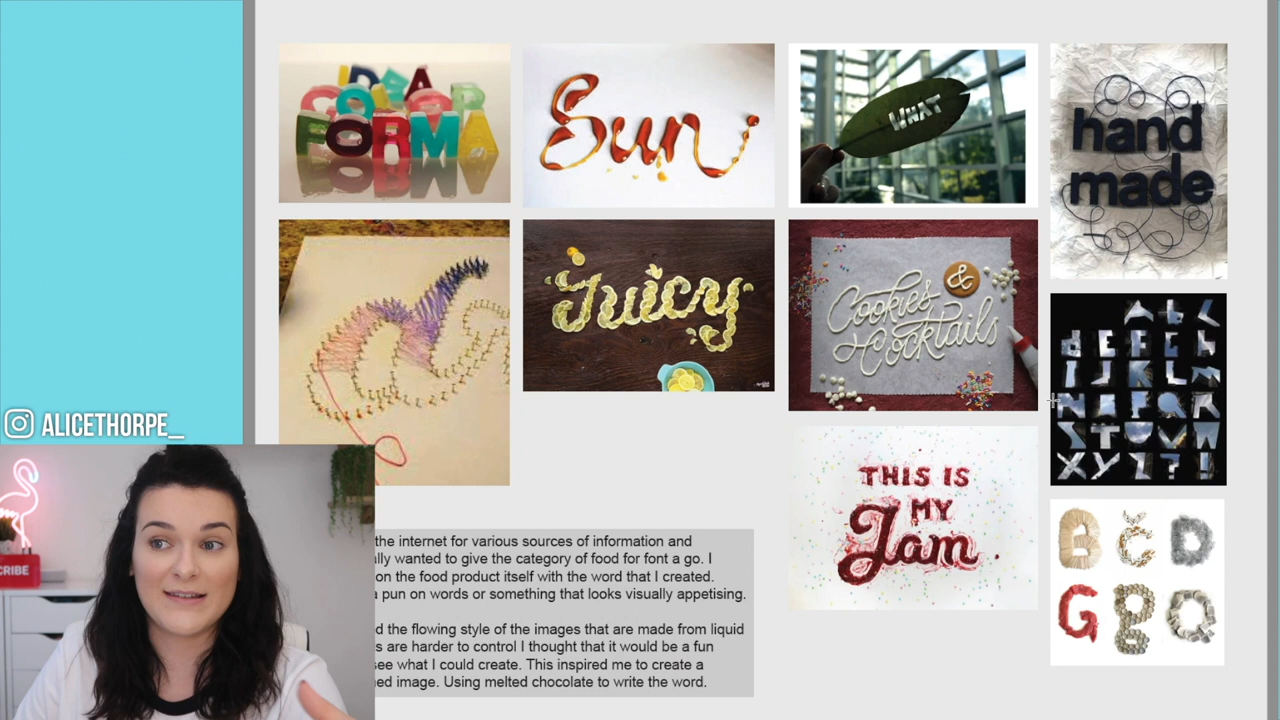 IDEA
COLOR
FORMA
Sun
WHAT
hand
made
Juicy
Cookies &
Cocktails
A B C
D E F G H
I J K L M
N O P Q R
S T U V W
X Y Z ? !
THIS IS
MY
Jam
B C D
G g Q
ALICETHORPE_
CRIBE
the internet for various sources of information and
lly wanted to give the category of food for font a go. I
on the food product itself with the word that I created.
a pun on words or something that looks visually appetising.
d the flowing style of the images that are made from liquid
s are harder to control I thought that it would be a fun
see what I could create. This inspired me to create a
ed image. Using melted chocolate to write the word.